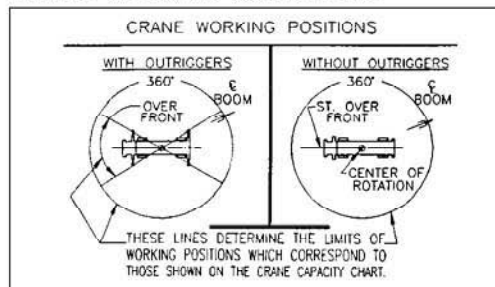 CRANE WORKING POSITIONS
WITH OUTRIGGERS
360°
℄
BOOM
OVER
FRONT
WITHOUT OUTRIGGERS
360°
℄
BOOM
ST. OVER
FRONT
CENTER OF
ROTATION
THESE LINES DETERMINE THE LIMITS OF
WORKING POSITIONS WHICH CORRESPOND TO
THOSE SHOWN ON THE CRANE CAPACITY CHART.